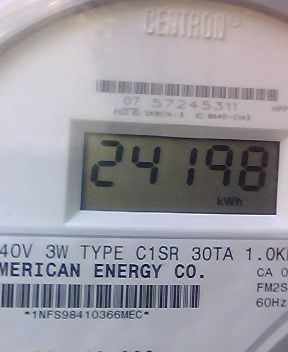 CENTRON®
07 57245311
24198
kWh
40V 3W TYPE C1SR 30TA 1.0K
MERICAN ENERGY CO.
CA 0
FM2S
60Hz
*1NFS98410366MEC*